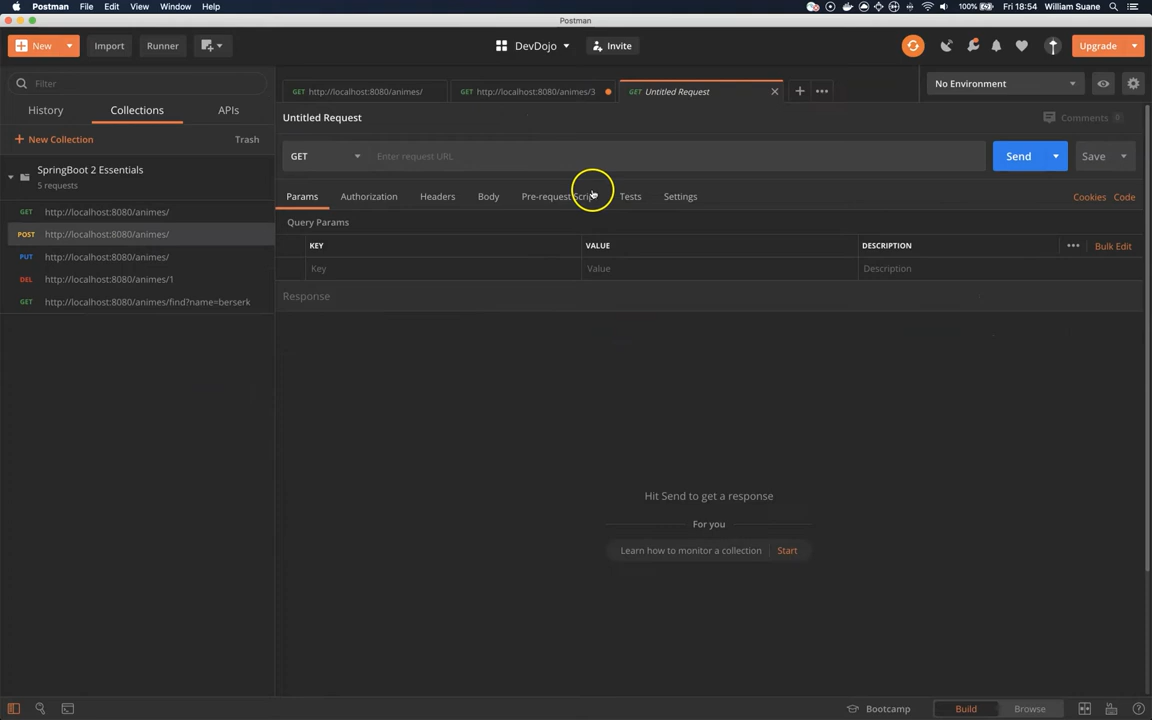 Postman File Edit View Window Help
100% Fri 18:54 William Suane
Postman
New Import Runner DevDojo Invite Upgrade
Filter
History Collections APIs
New Collection Trash
SpringBoot 2 Essentials
5 requests
GET http://localhost:8080/animes/
POST http://localhost:8080/animes/
PUT http://localhost:8080/animes/
DEL http://localhost:8080/animes/1
GET http://localhost:8080/animes/find?name=berserk
GET http://localhost:8080/animes/ GET http://localhost:8080/animes/3 GET Untitled Request No Environment
Untitled Request Comments 0
GET Enter request URL Send Save
Params Authorization Headers Body Pre-request Script Tests Settings Cookies Code
Query Params
KEY VALUE DESCRIPTION Bulk Edit
Key Value Description
Response
Hit Send to get a response
For you
Learn how to monitor a collection Start
Bootcamp Build Browse